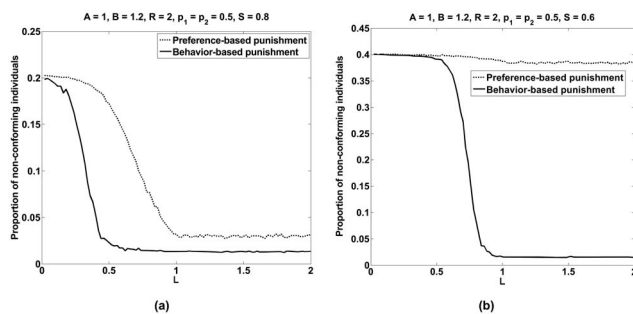 A = 1, B = 1.2, R = 2, p1 = p2 = 0.5, S = 0.8
Proportion of non-conforming individuals
0.25
0.2
0.15
0.1
0.05
0
Preference-based punishment
Behavior-based punishment
0 0.5 1 1.5 2
L
(a)
A = 1, B = 1.2, R = 2, p1 = p2 = 0.5, S = 0.6
Proportion of non-conforming individuals
0.45
0.4
0.35
0.3
0.25
0.2
0.15
0.1
0.05
0
Preference-based punishment
Behavior-based punishment
0 0.5 1 1.5 2
L
(b)